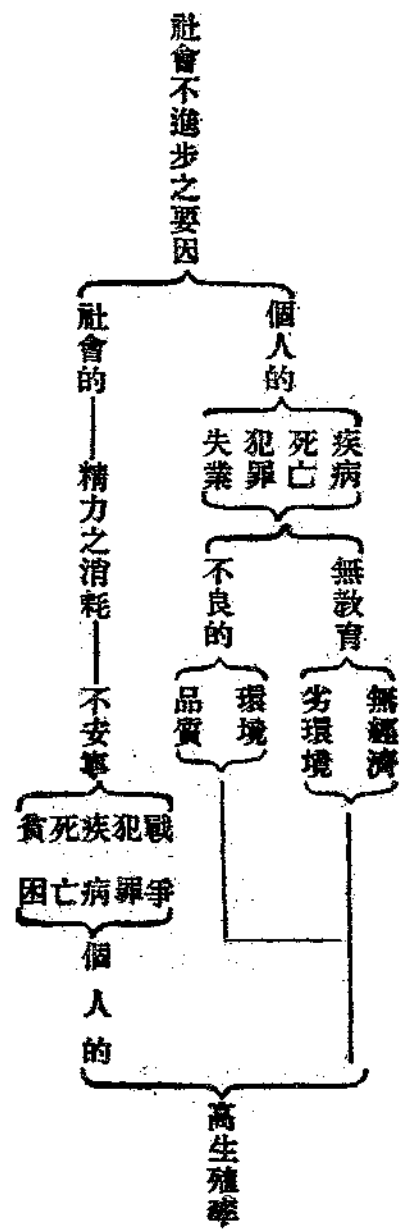 社會不進步之要因
個人的
疾病
死亡
犯罪
失業
無教育
無經濟
劣環境
不良的
環境
品質
社會的
精力之消耗
不安寧
戰爭
犯罪
疾病
死亡
貧困
個人的
高生殖率